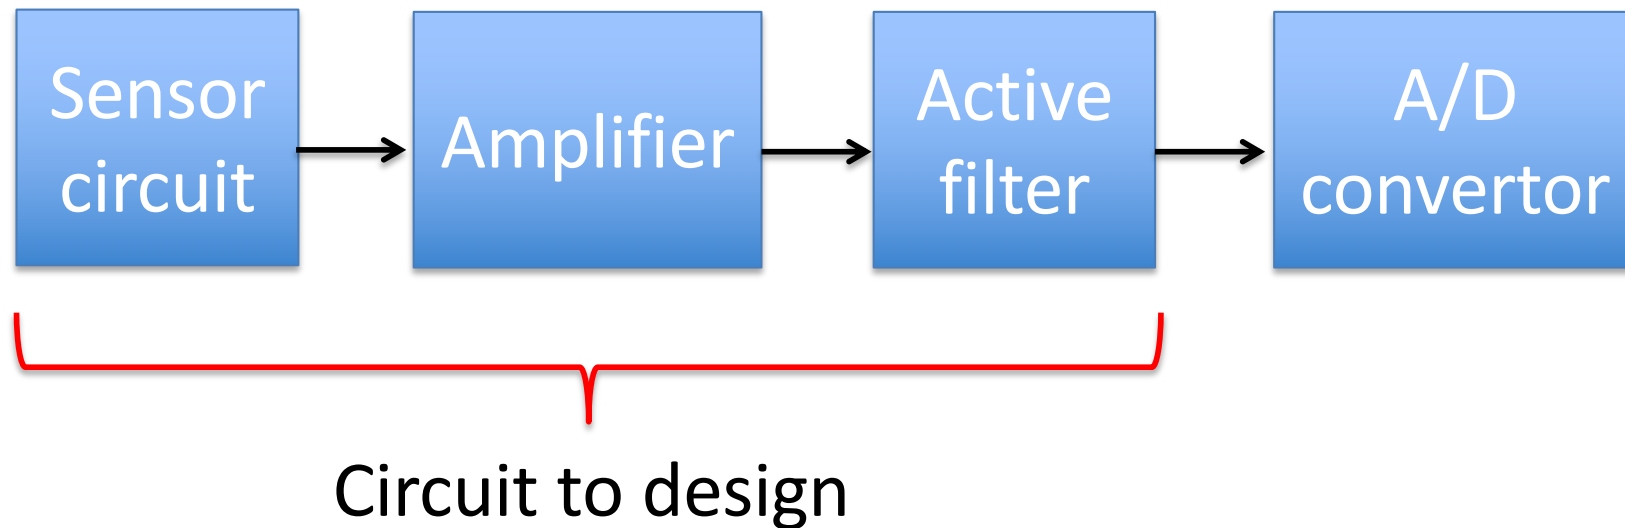 Sensor
circuit
Amplifier
Active
filter
A/D
convertor
Circuit to design